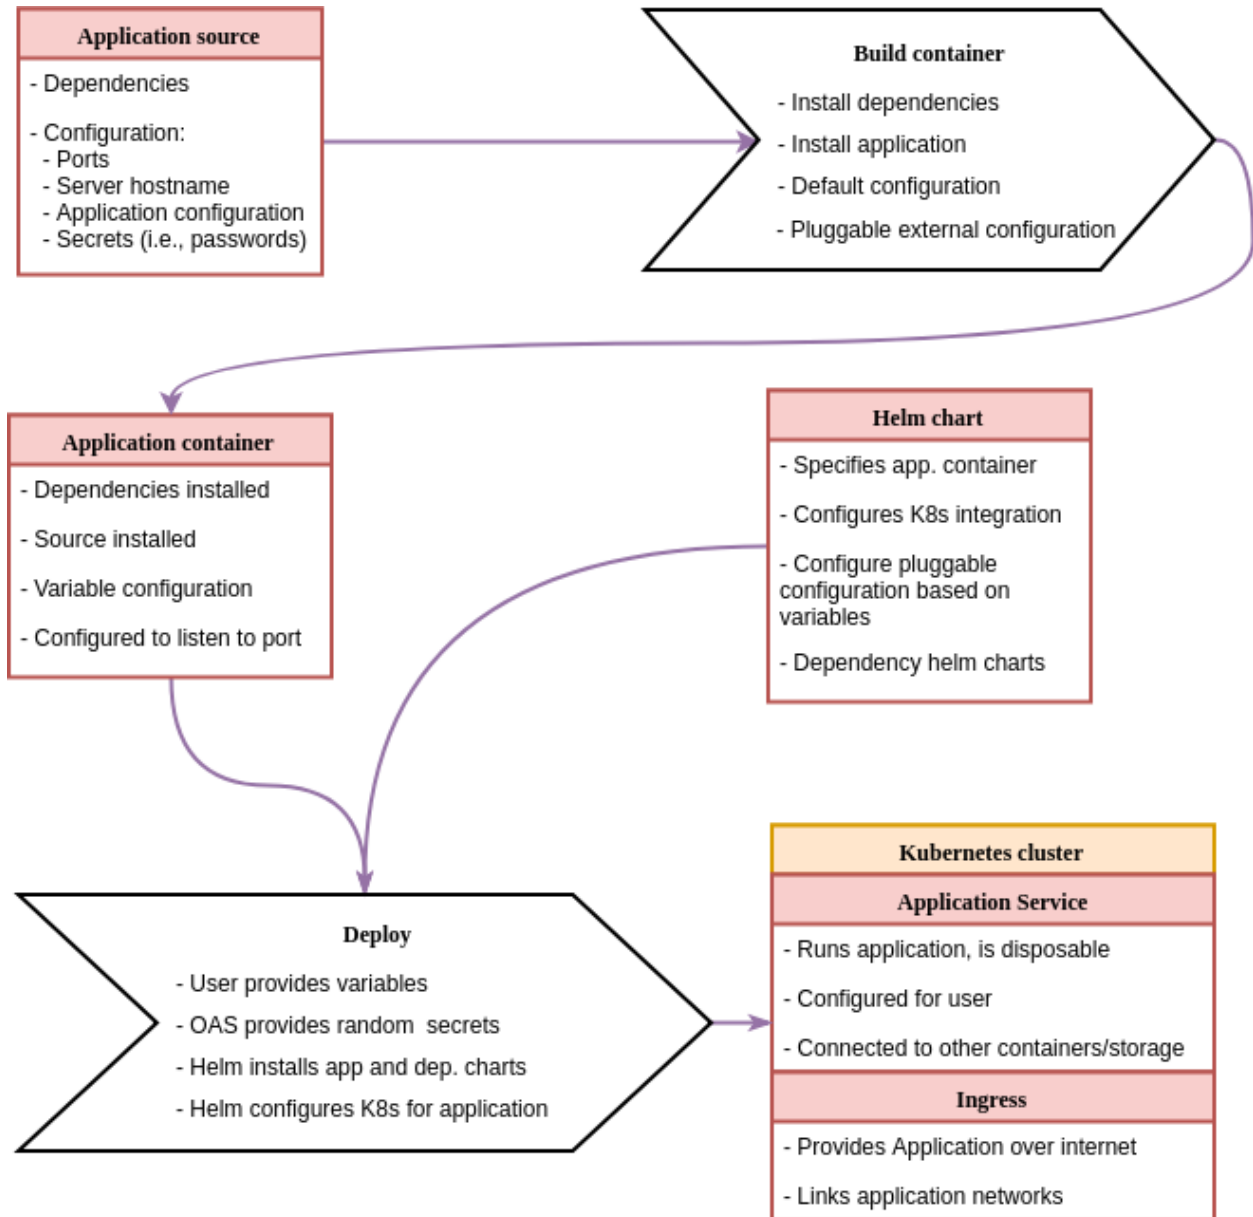 Application source
- Dependencies
- Configuration:
- Ports
- Server hostname
- Application configuration
- Secrets (i.e., passwords)
Build container
- Install dependencies
- Install application
- Default configuration
- Pluggable external configuration
Application container
- Dependencies installed
- Source installed
- Variable configuration
- Configured to listen to port
Helm chart
- Specifies app. container
- Configures K8s integration
- Configure pluggable
configuration based on
variables
- Dependency helm charts
Deploy
- User provides variables
- OAS provides random  secrets
- Helm installs app and dep. charts
- Helm configures K8s for application
Kubernetes cluster
Application Service
- Runs application, is disposable
- Configured for user
- Connected to other containers/storage
Ingress
- Provides Application over internet
- Links application networks